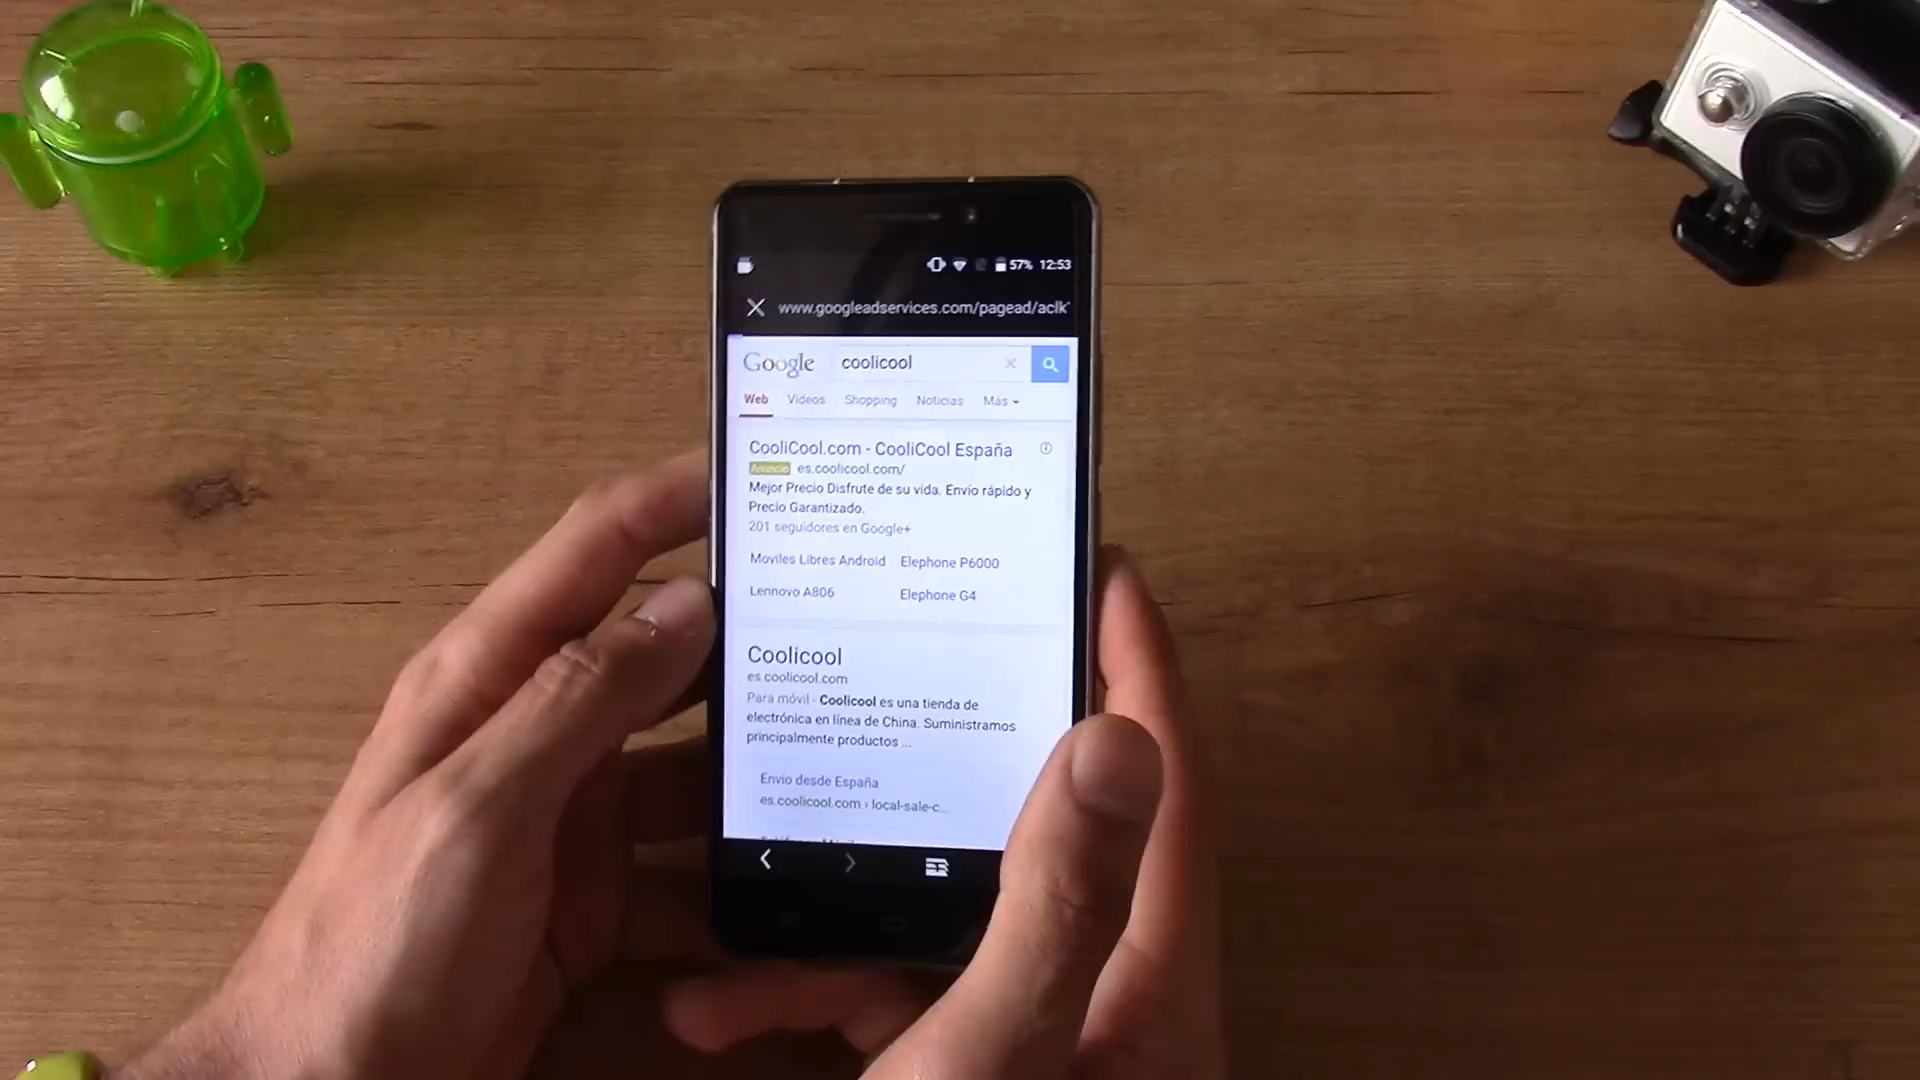 57% 12:53
www.googleadservices.com/pagead/aclk
Google coolicool
Web Videos Shopping Noticias Más
CooliCool.com - CooliCool España
Anuncio es.coolicool.com/
Mejor Precio Disfrute de su vida. Envío rápido y
Precio Garantizado.
201 seguidores en Google+
Moviles Libres Android Elephone P6000
Lennovo A806 Elephone G4
Coolicool
es.coolicool.com
Para móvil - Coolicool es una tienda de
electrónica en línea de China. Suministramos
principalmente productos ...
Envio desde España
es.coolicool.com › local-sale-c...